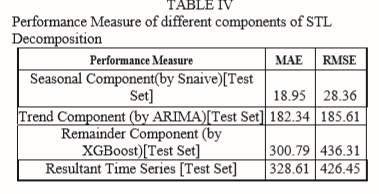 TABLE IV
Performance Measure of different components of STL
Decomposition
Performance Measure MAE RMSE
Seasonal Component(by Snaive)[Test
Set] 18.95 28.36
Trend Component (by ARIMA)[Test Set] 182.34 185.61
Remainder Component (by
XGBoost)[Test Set] 300.79 436.31
Resultant Time Series [Test Set] 328.61 426.45